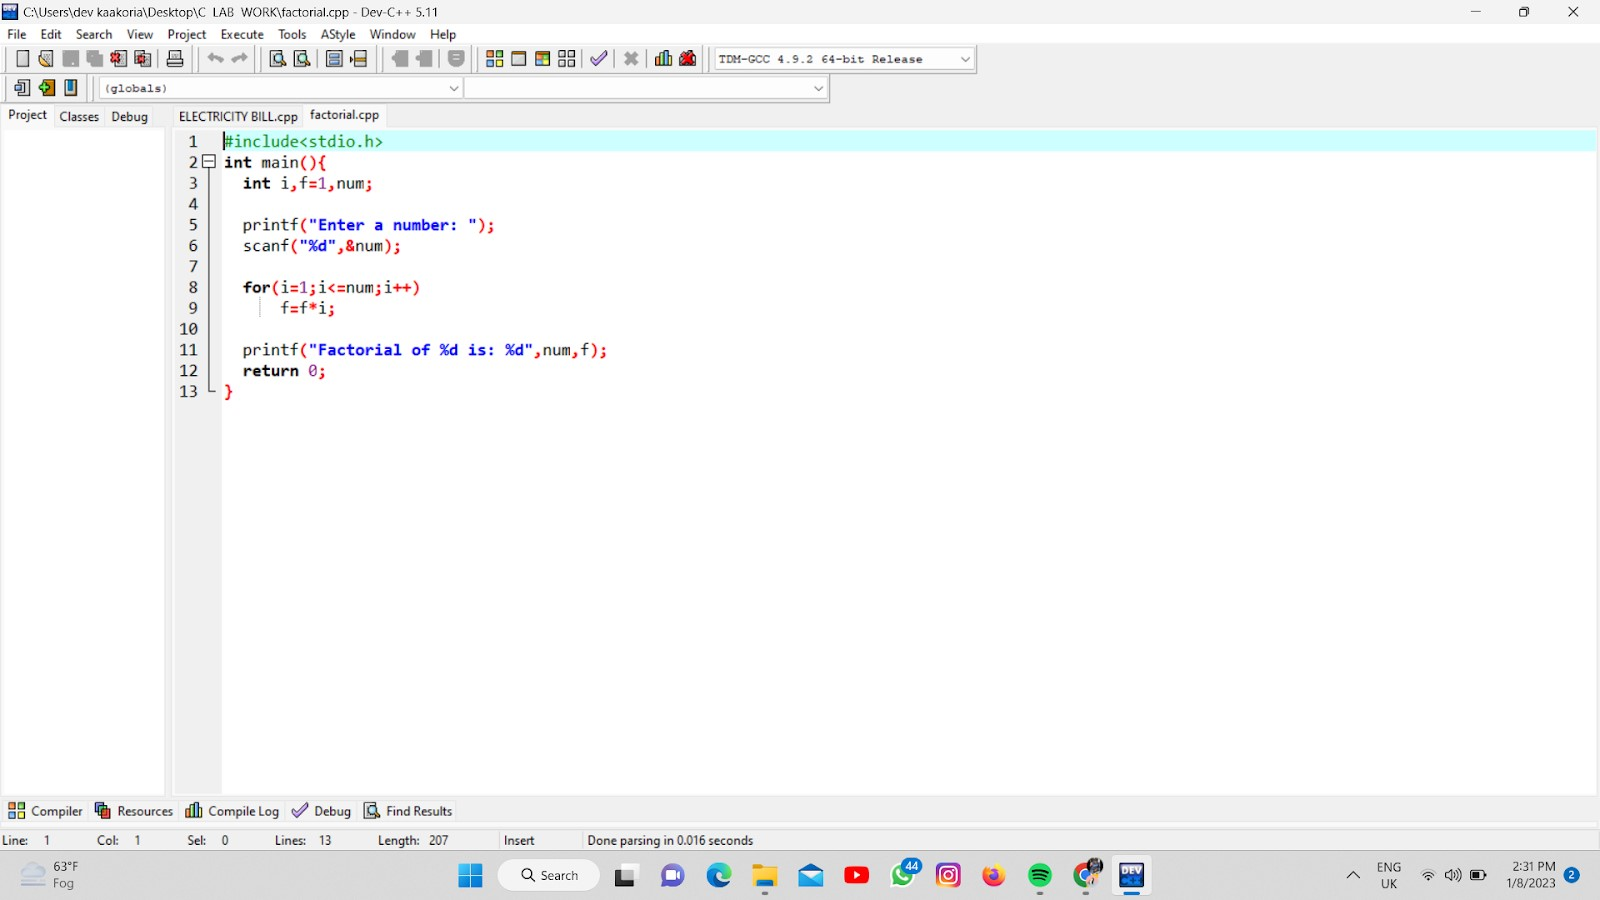 C:\Users\dev kaakoria\Desktop\C LAB WORK\factorial.cpp - Dev-C++ 5.11
File Edit Search View Project Execute Tools AStyle Window Help
TDM-GCC 4.9.2 64-bit Release
(globals)
Project Classes Debug ELECTRICITY BILL.cpp factorial.cpp
1 #include<stdio.h>
2 int main(){
3 int i,f=1,num;
4
5 printf("Enter a number: ");
6 scanf("%d",&num);
7
8 for(i=1;i<=num;i++)
9 f=f*i;
10
11 printf("Factorial of %d is: %d",num,f);
12 return 0;
13 }
Compiler Resources Compile Log Debug Find Results
Line: 1 Col: 1 Sel: 0 Lines: 13 Length: 207 Insert Done parsing in 0.016 seconds
63°F
Fog
Search
44
DEV
ENG
UK
2:31 PM
1/8/2023
2